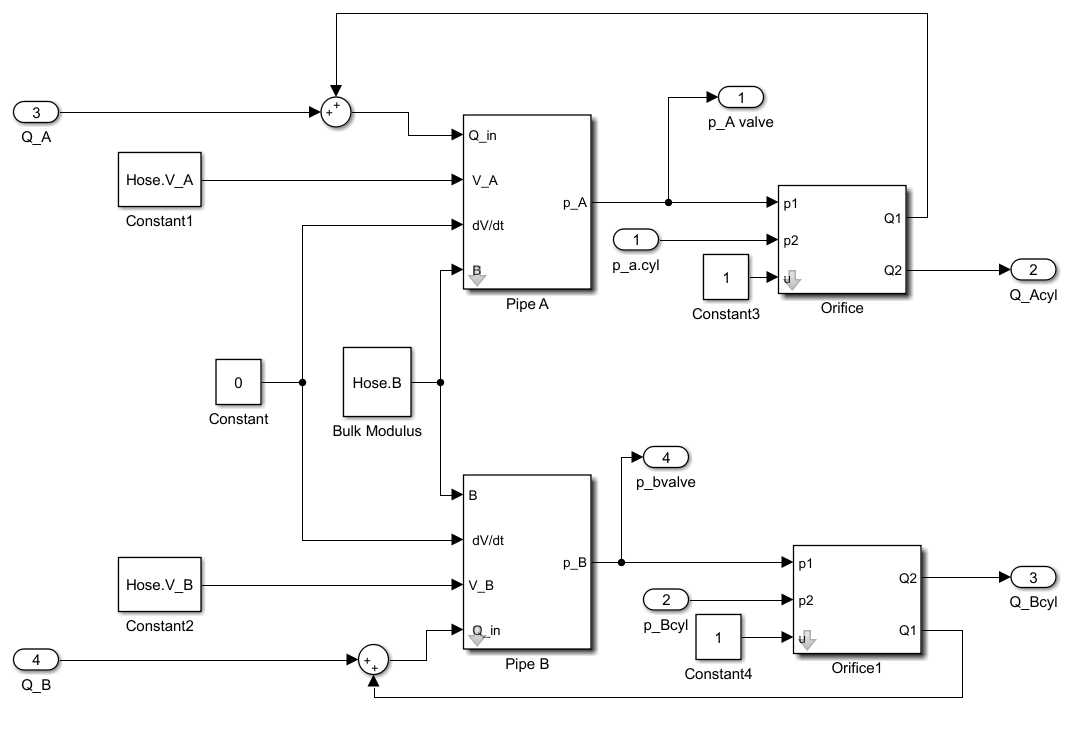 1
p_A valve
3
Q_A
+
+
Q_in
Hose.V_A
Constant1
V_A
p_A
p1
Q1
dV/dt
1
p_a.cyl
p2
B
1
Constant3
u
Q2
2
Q_Acyl
Pipe A
Orifice
0
Constant
Hose.B
Bulk Modulus
4
p_bvalve
B
dV/dt
p_B
p1
Q2
3
Q_Bcyl
Hose.V_B
Constant2
V_B
2
p_Bcyl
p2
Q_in
1
Constant4
u
Q1
4
Q_B
+
+
Pipe B
Orifice1